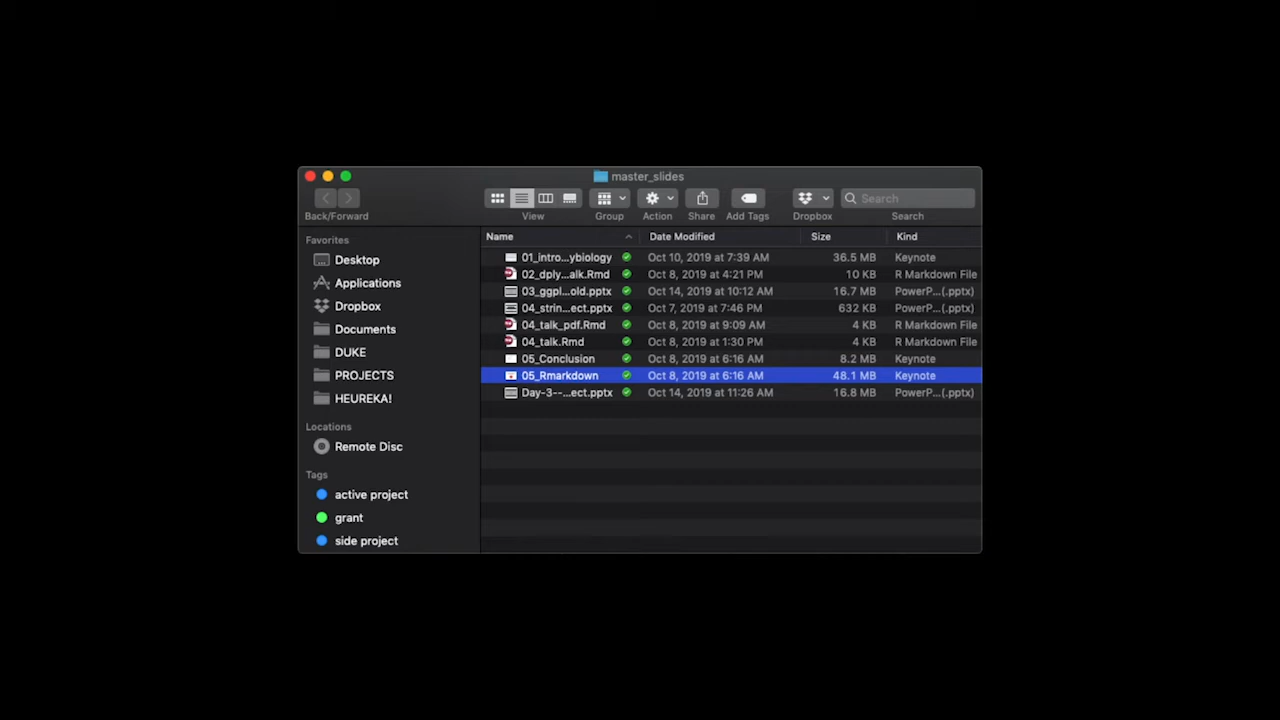 master_slides
Search
Back/Forward View Group Action Share Add Tags Dropbox Search
Favorites
Desktop
Applications
Dropbox
Documents
DUKE
PROJECTS
HEUREKA!
Locations
Remote Disc
Tags
active project
grant
side project
Name Date Modified Size Kind
01_intro...ybiology Oct 10, 2019 at 7:39 AM 36.5 MB Keynote
02_dply...alk.Rmd Oct 8, 2019 at 4:21 PM 10 KB R Markdown File
03_ggpl...old.pptx Oct 14, 2019 at 10:12 AM 16.7 MB PowerP...(.pptx)
04_strin...ect.pptx Oct 7, 2019 at 7:46 PM 632 KB PowerP...(.pptx)
04_talk_pdf.Rmd Oct 8, 2019 at 9:09 AM 4 KB R Markdown File
04_talk.Rmd Oct 8, 2019 at 1:30 PM 4 KB R Markdown File
05_Conclusion Oct 8, 2019 at 6:16 AM 8.2 MB Keynote
05_Rmarkdown Oct 8, 2019 at 6:16 AM 48.1 MB Keynote
Day-3--...ect.pptx Oct 14, 2019 at 11:26 AM 16.8 MB PowerP...(.pptx)